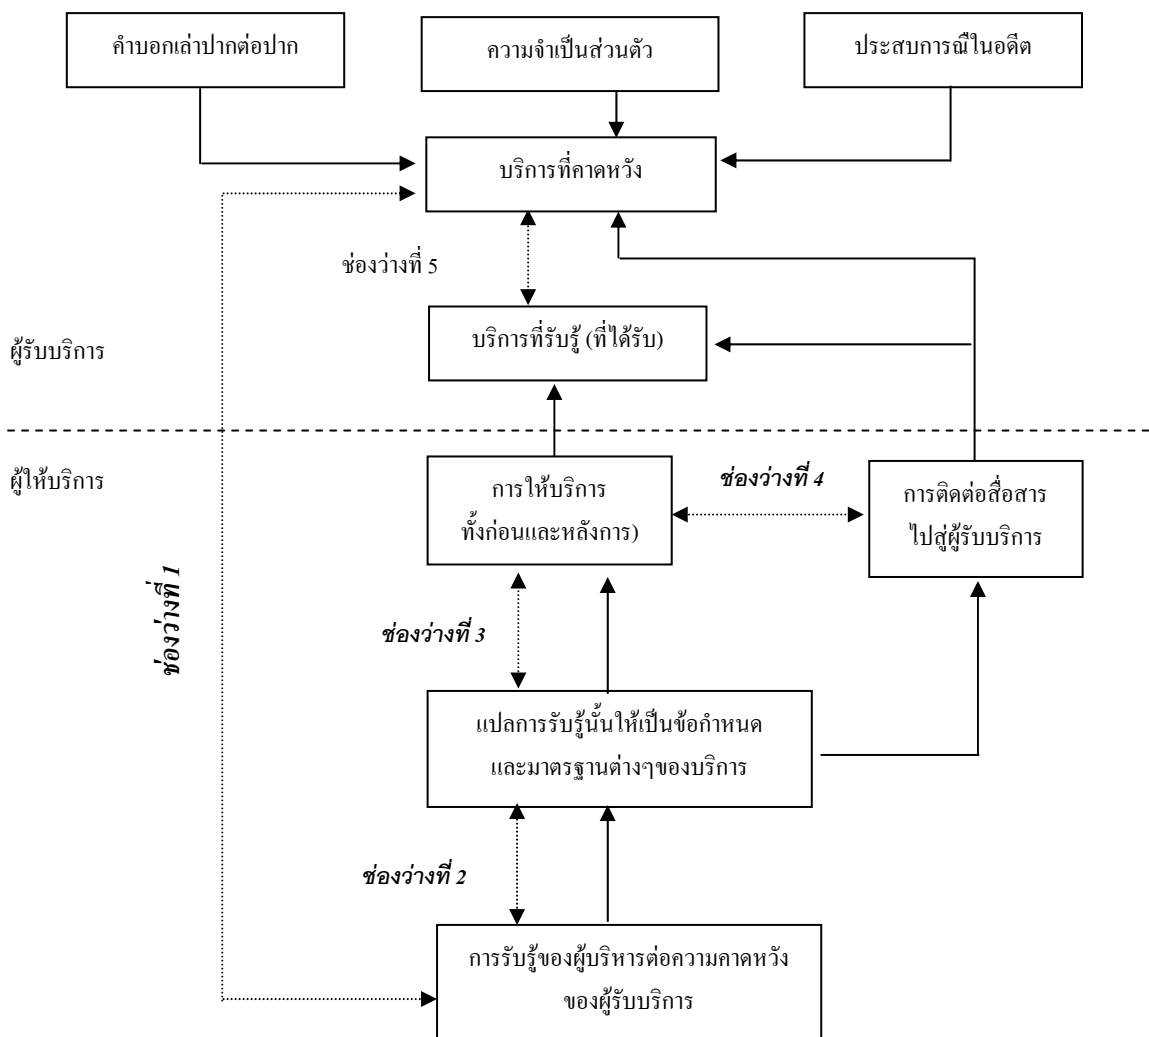 คำบอกเล่าปากต่อปาก
ความจำเป็นส่วนตัว
ประสบการณ์ในอดีต
บริการที่คาดหวัง
ช่องว่างที่ 5
บริการที่รับรู้ (ที่ได้รับ)
ผู้รับบริการ
ผู้ให้บริการ
การให้บริการ
ทั้งก่อนและหลังการ)
ช่องว่างที่ 4
การติดต่อสื่อสาร
ไปสู่ผู้รับบริการ
ช่องว่างที่ 1
ช่องว่างที่ 3
แปลการรับรู้นั้นให้เป็นข้อกำหนด
และมาตรฐานต่างๆของบริการ
ช่องว่างที่ 2
การรับรู้ของผู้บริหารต่อความคาดหวัง
ของผู้รับบริการ